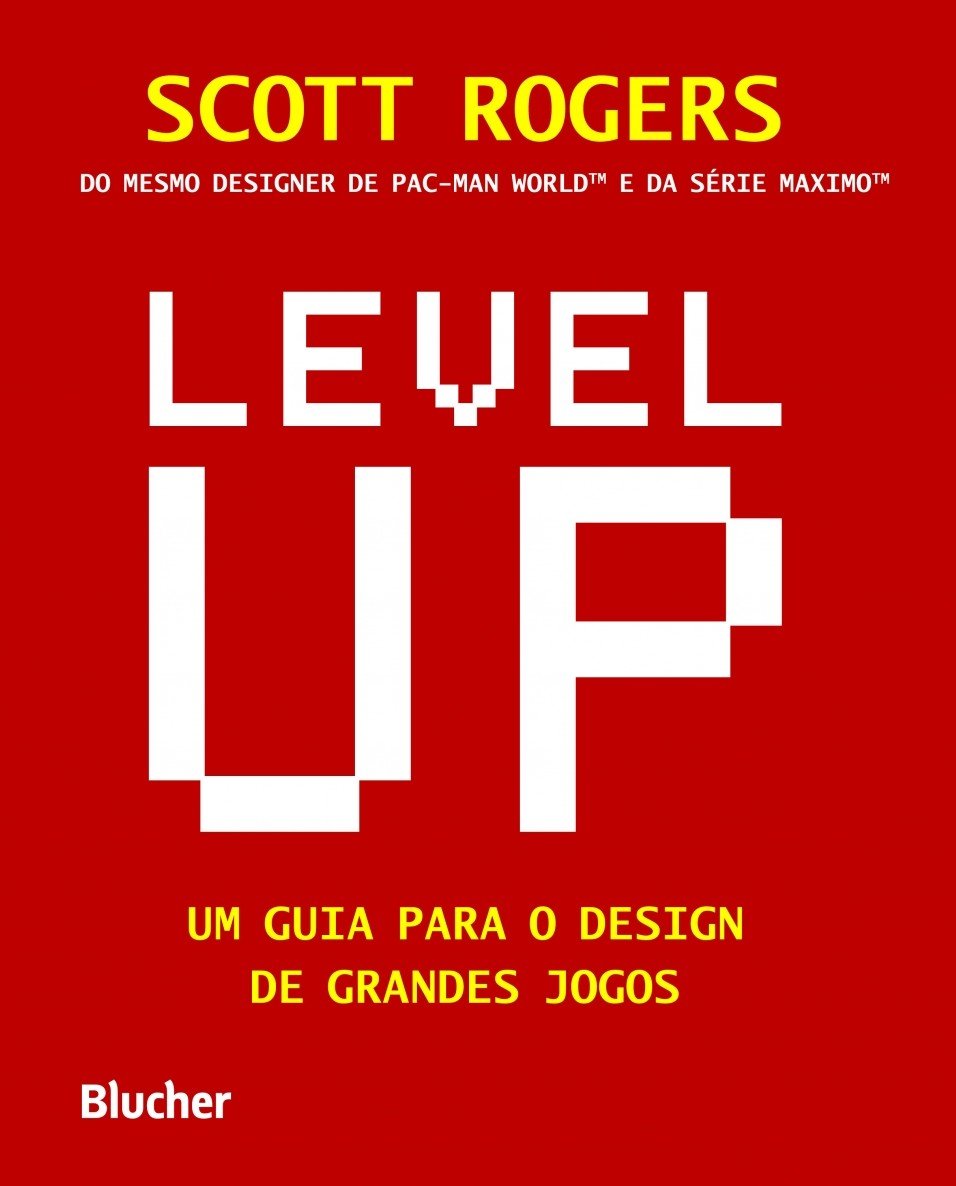 SCOTT ROGERS
DO MESMO DESIGNER DE PAC-MAN WORLD™ E DA SÉRIE MAXIMO™
LEVEL
UP
UM GUIA PARA O DESIGN
DE GRANDES JOGOS
Blucher